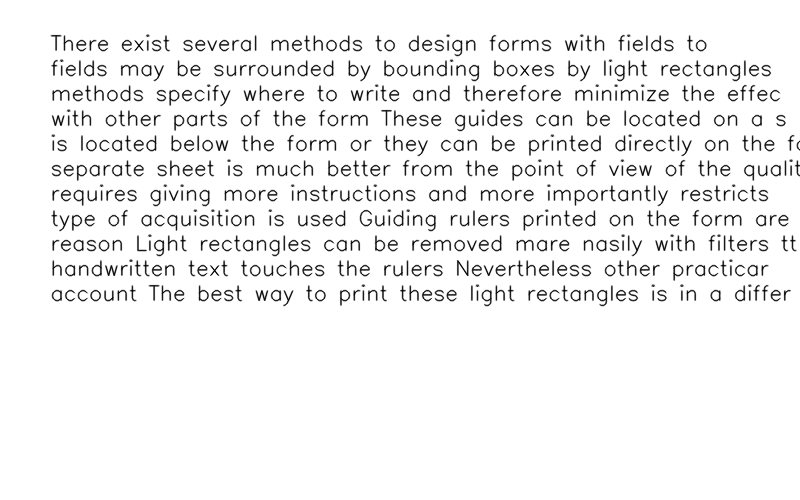 There exist several methods to design forms with fields to
fields may be surrounded by bounding boxes by light rectangles
methods specify where to write and therefore minimize the effec
with other parts of the form These guides can be located on a s
is located below the form or they can be printed directly on the fo
separate sheet is much better from the point of view of the qualit
requires giving more instructions and more importantly restricts
type of acquisition is used Guiding rulers printed on the form are
reason Light rectangles can be removed mare nasily with filters tt
handwritten text touches the rulers Nevertheless other practicar
account The best way to print these light rectangles is in a differ